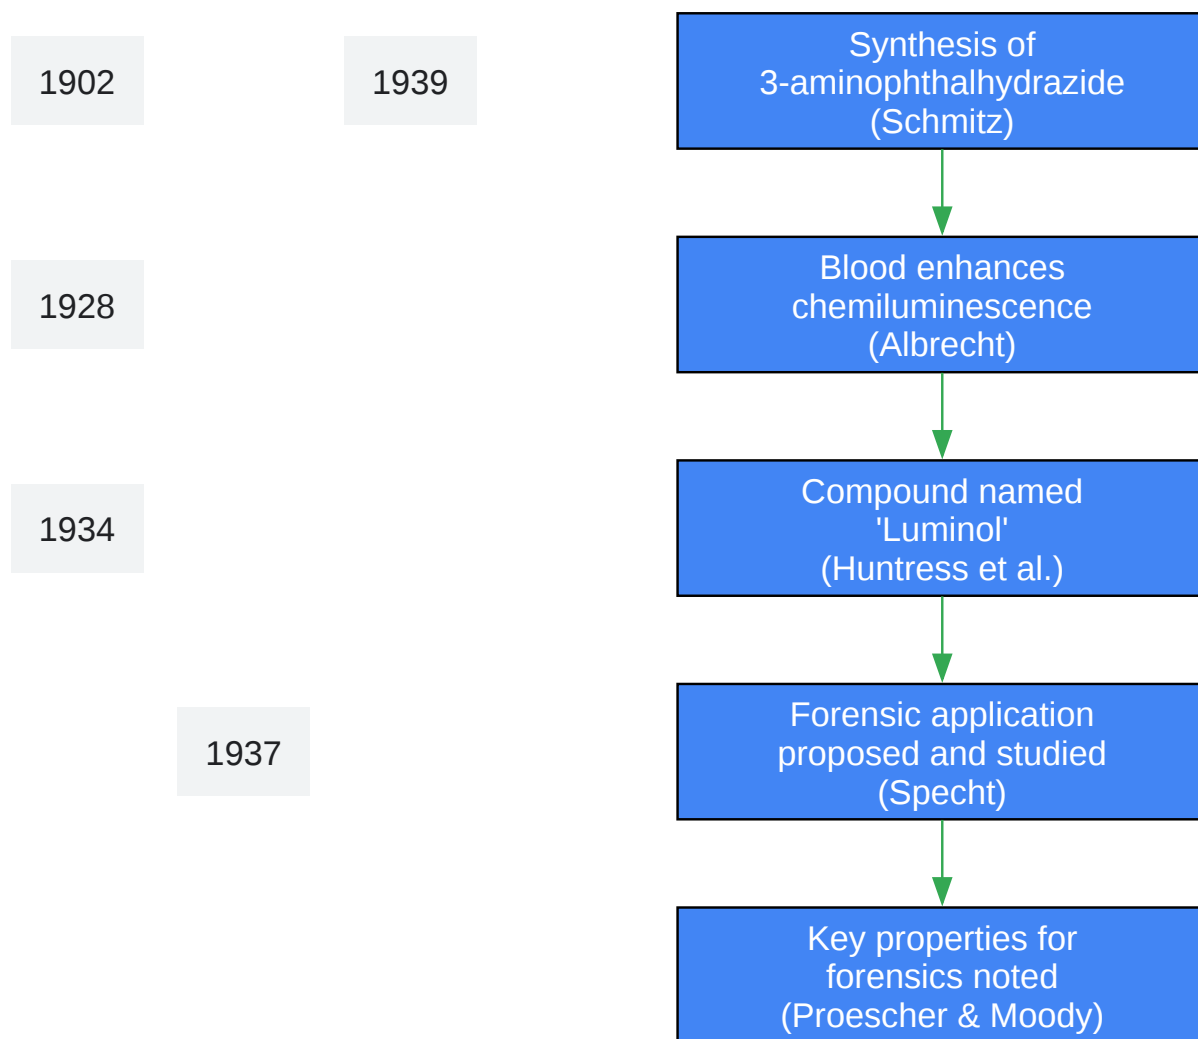 1902
1939
Synthesis of
3-aminophthalhydrazide
(Schmitz)
1928
Blood enhances
chemiluminescence
(Albrecht)
1934
Compound named
'Luminol'
(Huntress et al.)
1937
Forensic application
proposed and studied
(Specht)
Key properties for
forensics noted
(Proescher & Moody)